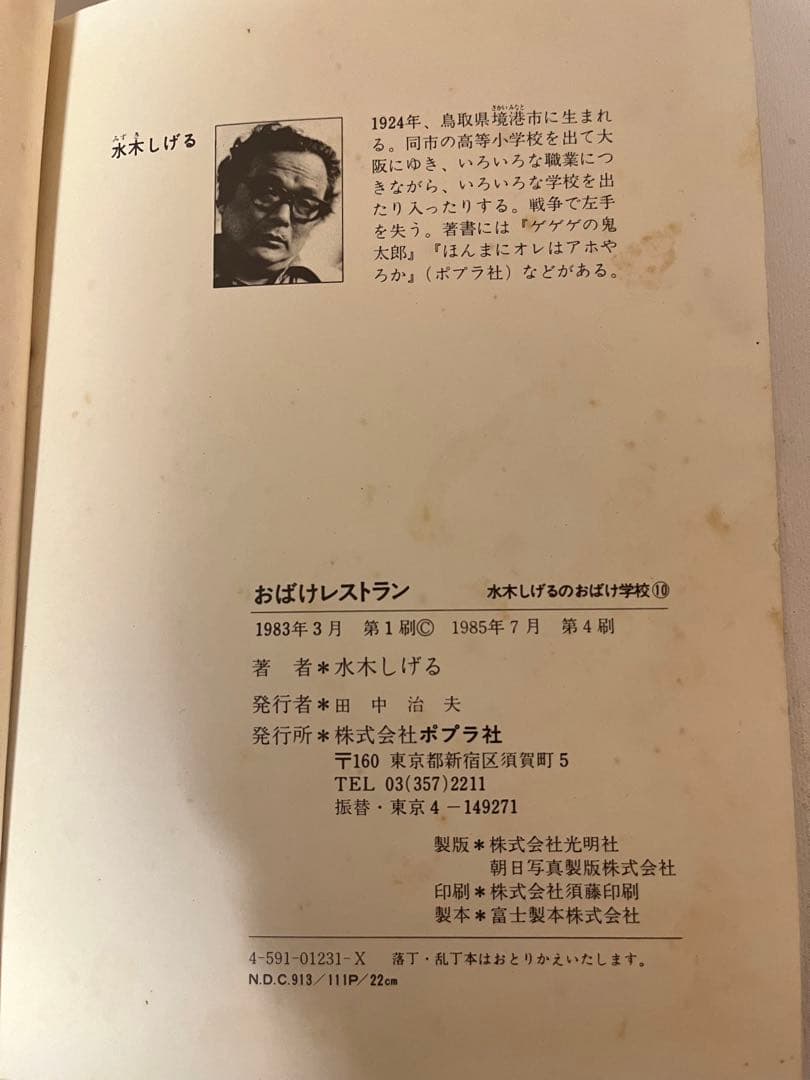 水木しげる
みずき
1924年、鳥取県境港市に生まれ
さかいみなと
る。同市の高等小学校を出て大
阪にゆき、いろいろな職業につ
きながら、いろいろな学校を出
たり入ったりする。戦争で左手
を失う。著書には『ゲゲゲの鬼
太郎』『ほんまにオレはアホや
ろか』(ポプラ社)などがある。
おばけレストラン 水木しげるのおばけ学校⑩
1983年3月 第1刷© 1985年7月 第4刷
著 者*水木しげる
発行者*田中治夫
発行所*株式会社ポプラ社
〒160 東京都新宿区須賀町5
TEL 03(357)2211
振替・東京4-149271
製版*株式会社光明社
朝日写真製版株式会社
印刷*株式会社須藤印刷
製本*富士製本株式会社
4-591-01231-X 落丁・乱丁本はおとりかえいたします。
N.D.C.913/111P/22cm